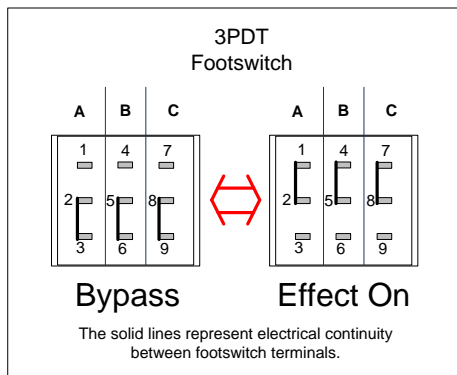 3PDT
Footswitch
A B C
A B C
1 4 7
2 5 8
3 6 9
1 4 7
2 5 8
3 6 9
Bypass
Effect On
The solid lines represent electrical continuity
between footswitch terminals.